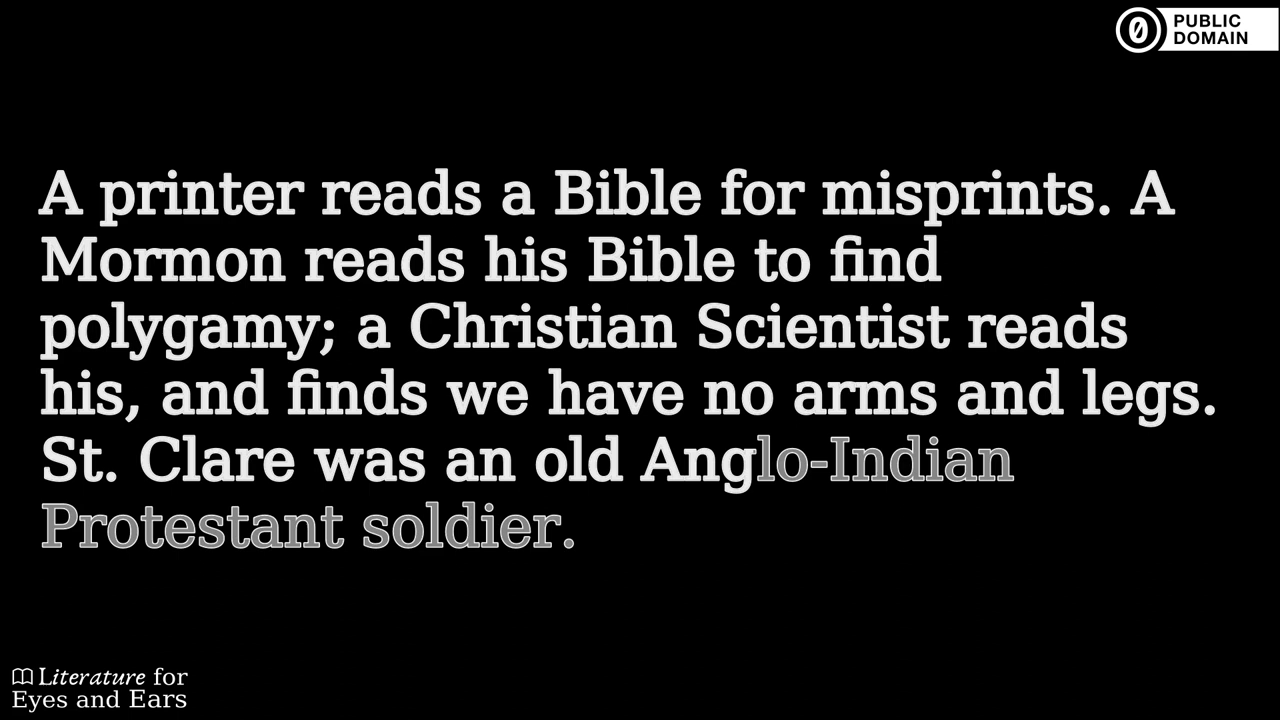 PUBLIC
DOMAIN
A printer reads a Bible for misprints. A
Mormon reads his Bible to find
polygamy; a Christian Scientist reads
his, and finds we have no arms and legs.
St. Clare was an old Anglo-Indian
Protestant soldier.
Literature for
Eyes and Ears